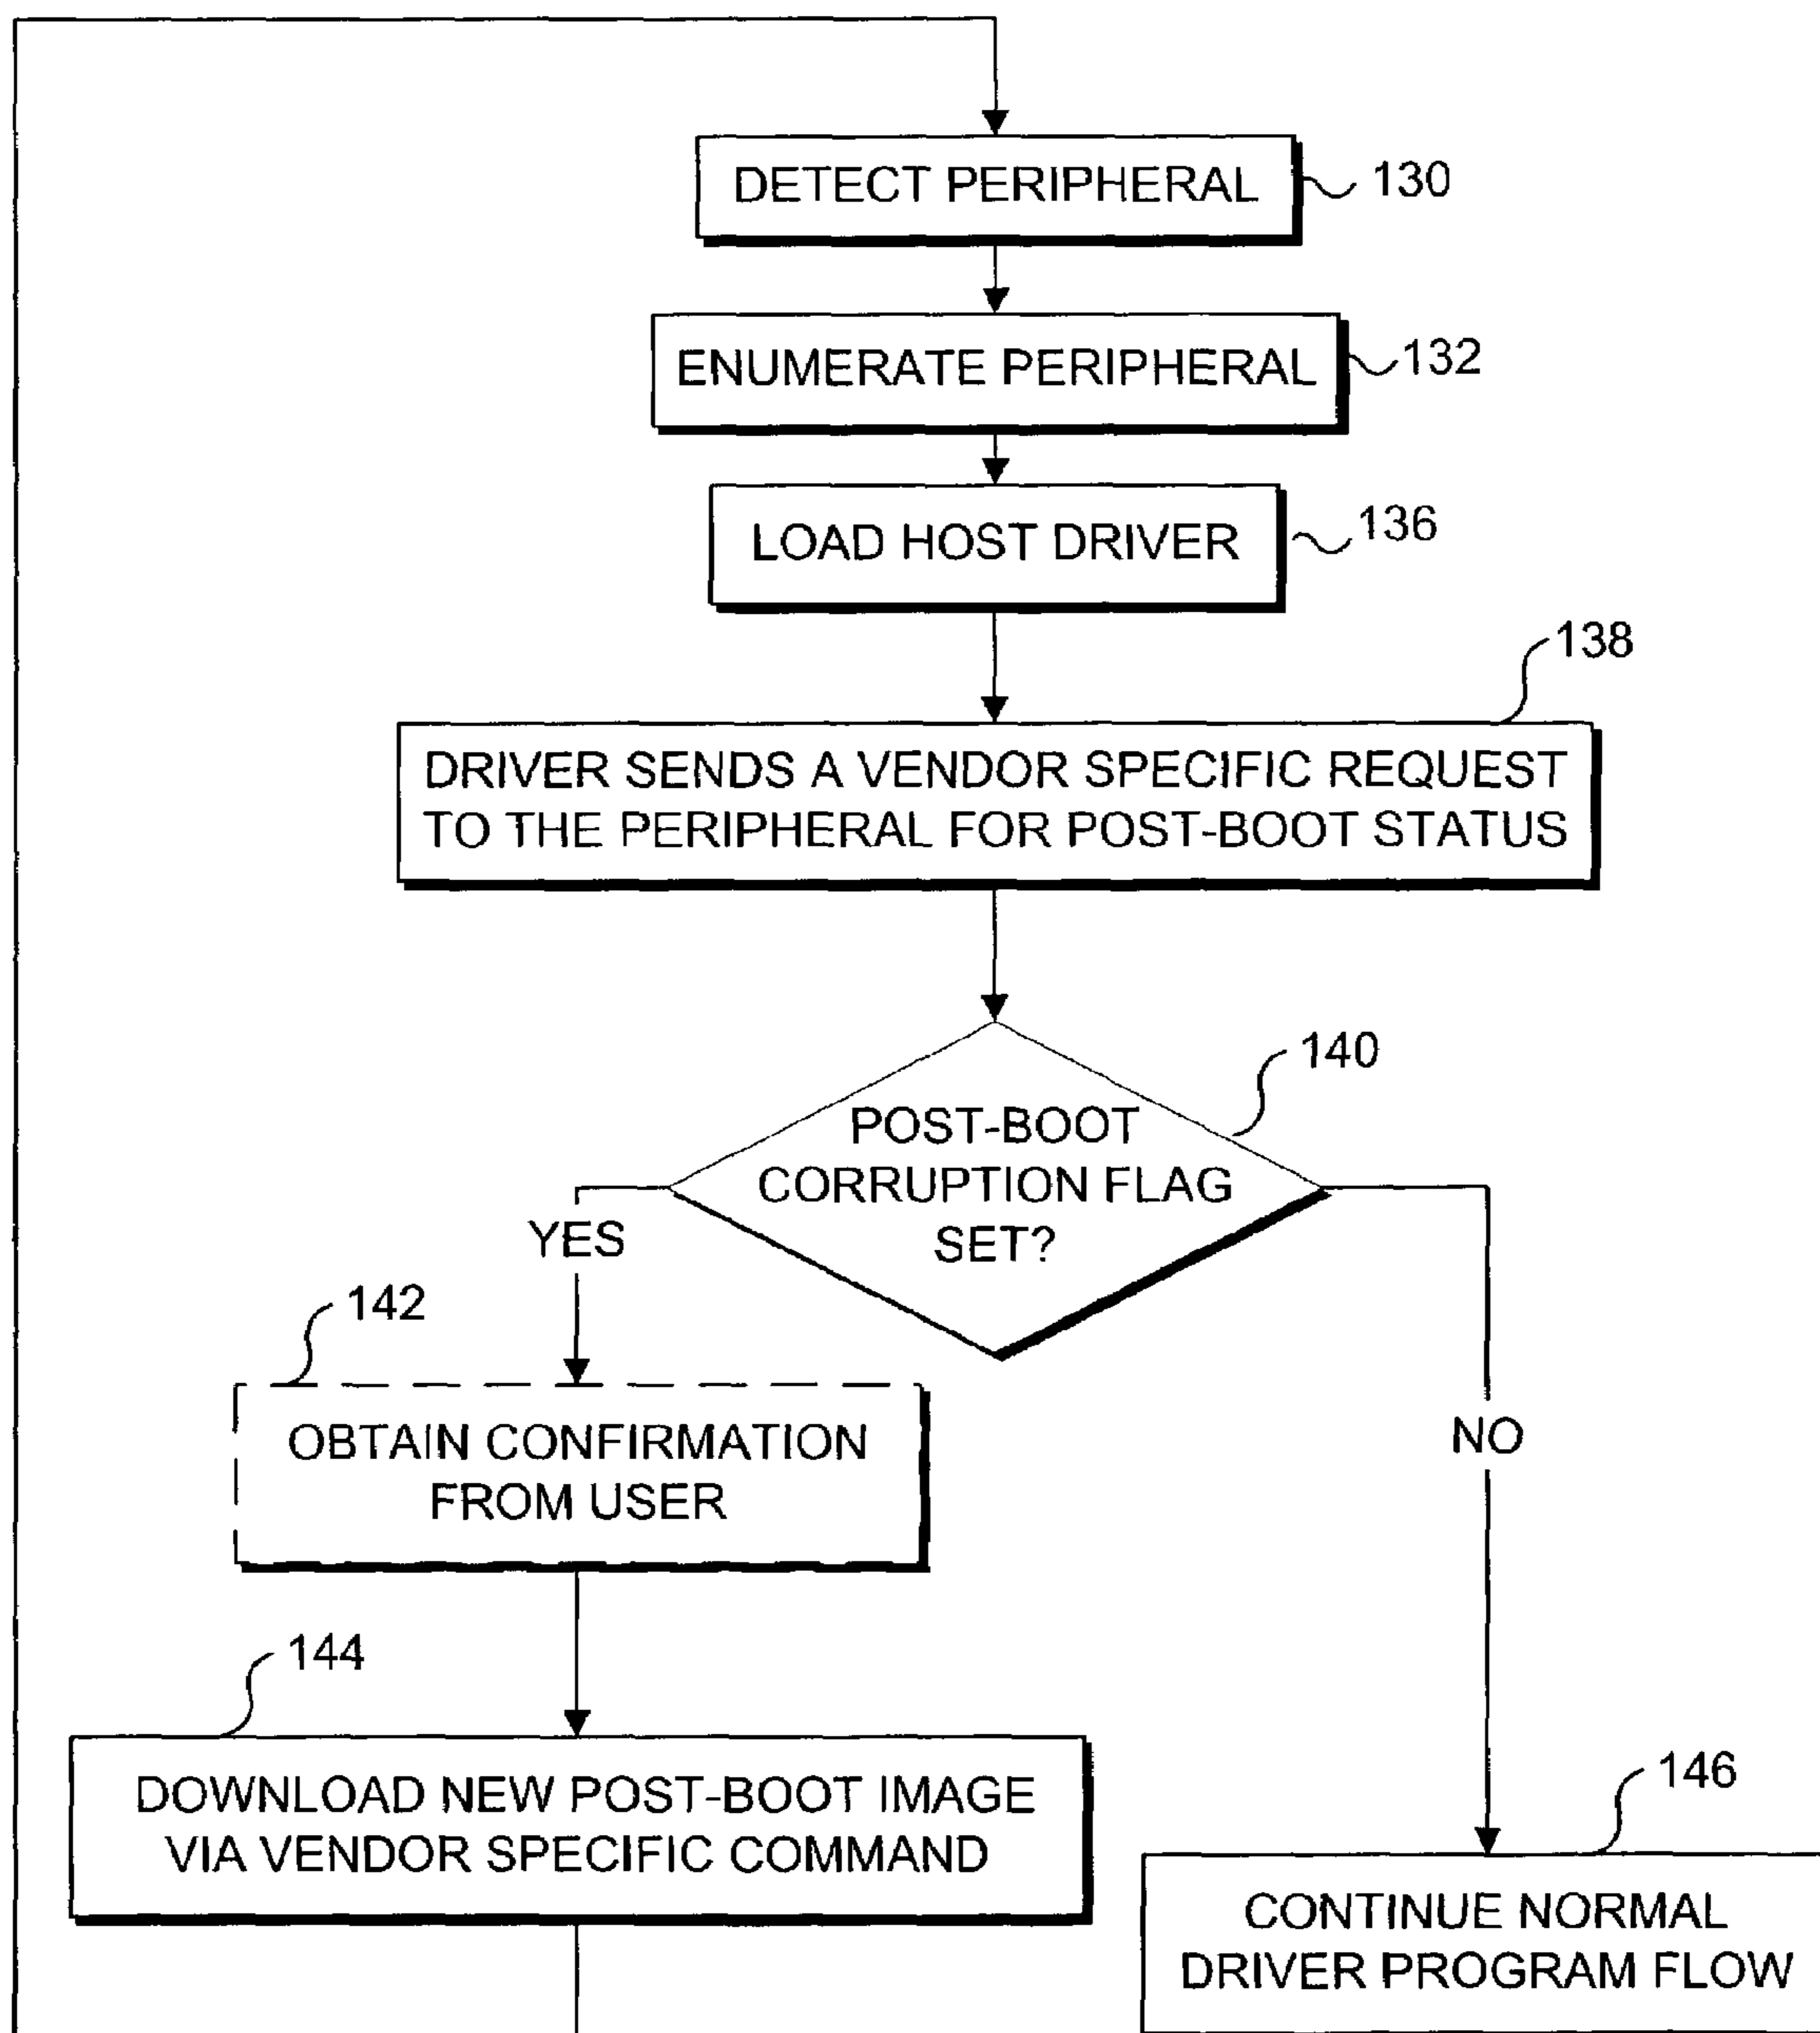 DETECT PERIPHERAL
130
ENUMERATE PERIPHERAL
132
LOAD HOST DRIVER
136
138
DRIVER SENDS A VENDOR SPECIFIC REQUEST
TO THE PERIPHERAL FOR POST-BOOT STATUS
140
POST-BOOT
CORRUPTION FLAG
SET?
YES
142
OBTAIN CONFIRMATION
FROM USER
NO
144
DOWNLOAD NEW POST-BOOT IMAGE
VIA VENDOR SPECIFIC COMMAND
146
CONTINUE NORMAL
DRIVER PROGRAM FLOW